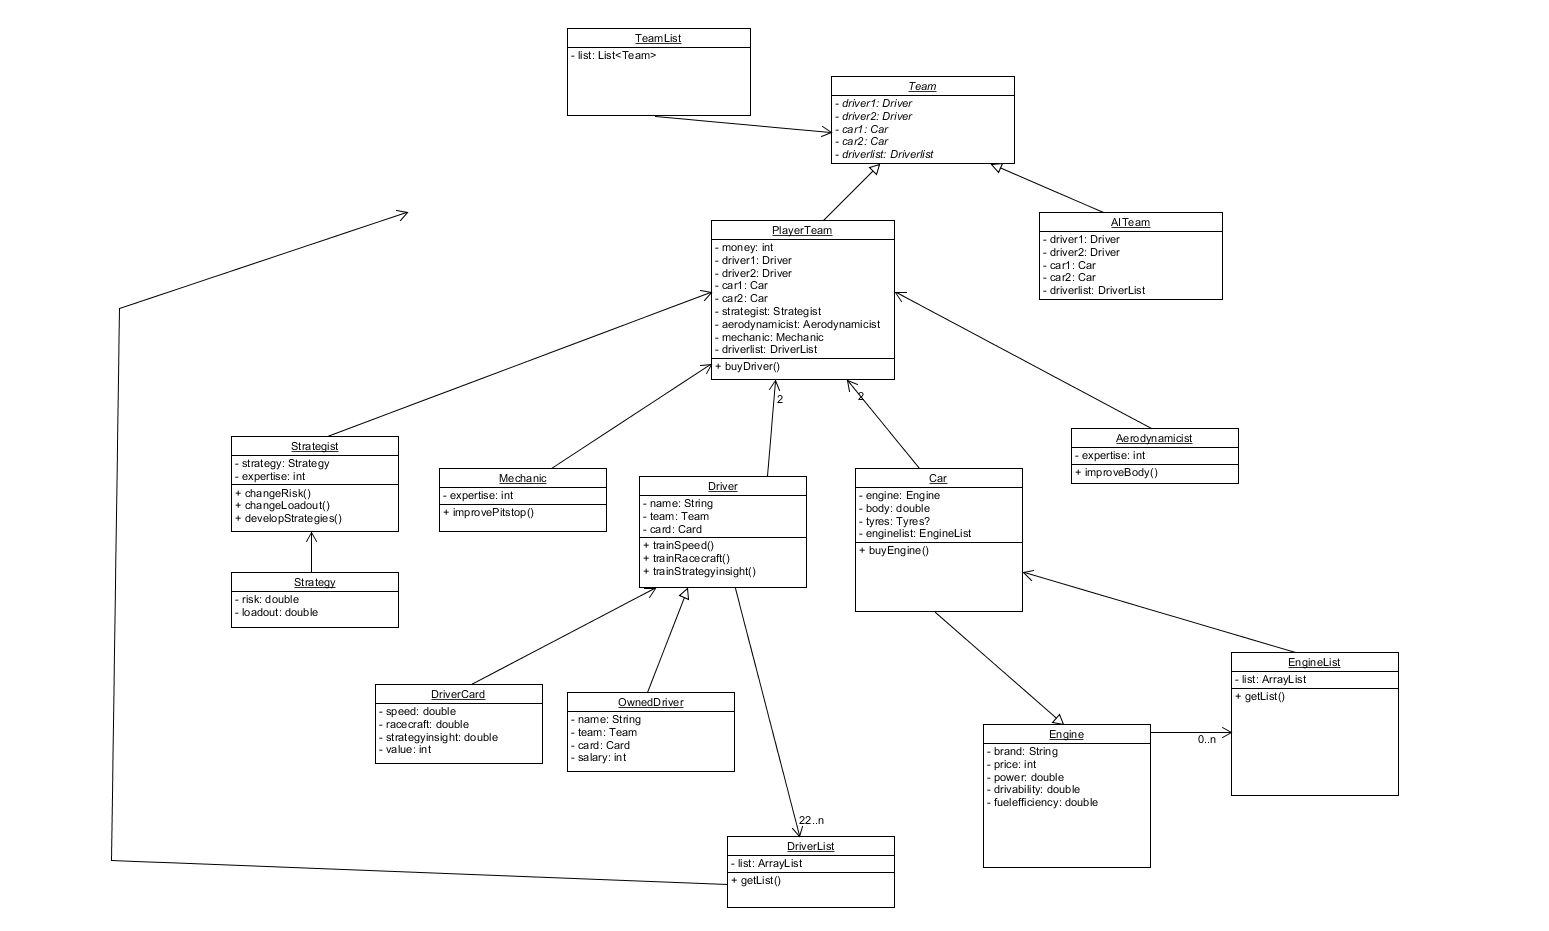 TeamList
- list: List<Team>
Team
- driver1: Driver
- driver2: Driver
- car1: Car
- car2: Car
- driverlist: Driverlist
PlayerTeam
- money: int
- driver1: Driver
- driver2: Driver
- car1: Car
- car2: Car
- strategist: Strategist
- aerodynamicist: Aerodynamicist
- mechanic: Mechanic
- driverlist: DriverList
+ buyDriver()
AITeam
- driver1: Driver
- driver2: Driver
- car1: Car
- car2: Car
- driverlist: DriverList
2
2
Strategist
- strategy: Strategy
- expertise: int
+ changeRisk()
+ changeLoadout()
+ developStrategies()
Mechanic
- expertise: int
+ improvePitstop()
Driver
- name: String
- team: Team
- card: Card
+ trainSpeed()
+ trainRacecraft()
+ trainStrategyinsight()
Car
- engine: Engine
- body: double
- tyres: Tyres?
- enginelist: EngineList
+ buyEngine()
Aerodynamicist
- expertise: int
+ improveBody()
Strategy
- risk: double
- loadout: double
DriverCard
- speed: double
- racecraft: double
- strategyinsight: double
- value: int
OwnedDriver
- name: String
- team: Team
- card: Card
- salary: int
Engine
- brand: String
- price: int
- power: double
- drivability: double
- fuelefficiency: double
0..n
EngineList
- list: ArrayList
+ getList()
22..n
DriverList
- list: ArrayList
+ getList()